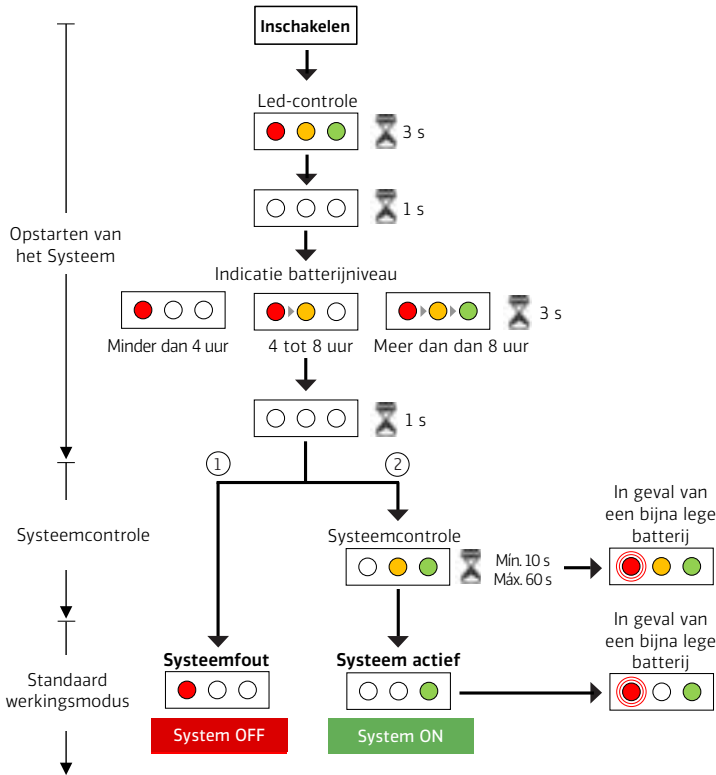 Inschakelen
Led-controle
3 s
1 s
Opstarten van
het Systeem
Indicatie batterijniveau
3 s
Minder dan 4 uur
4 tot 8 uur
Meer dan dan 8 uur
1 s
1
2
Systeemcontrole
Systeemcontrole
Mín. 10 s
Máx. 60 s
In geval van
een bijna lege
batterij
Standaard
werkingsmodus
Systeemfout
System OFF
Systeem actief
System ON
In geval van
een bijna lege
batterij